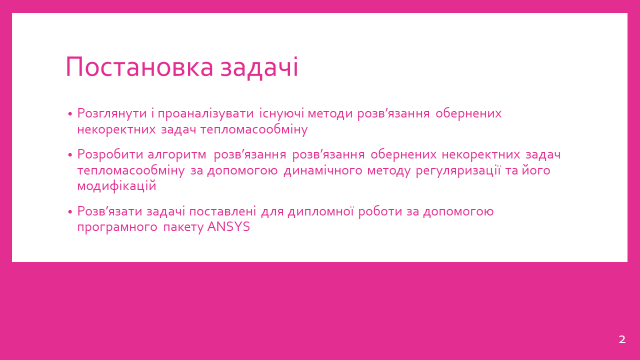 Постановка задачі
• Розглянути і проаналізувати існуючі методи розв’язання обернених
некоректних задач тепломасообміну
• Розробити алгоритм розв’язання розв’язання обернених некоректних задач
тепломасообміну за допомогою динамічного методу регуляризації та його
модифікацій
• Розв’язати задачі поставлені для дипломної роботи за допомогою
програмного пакету ANSYS
2